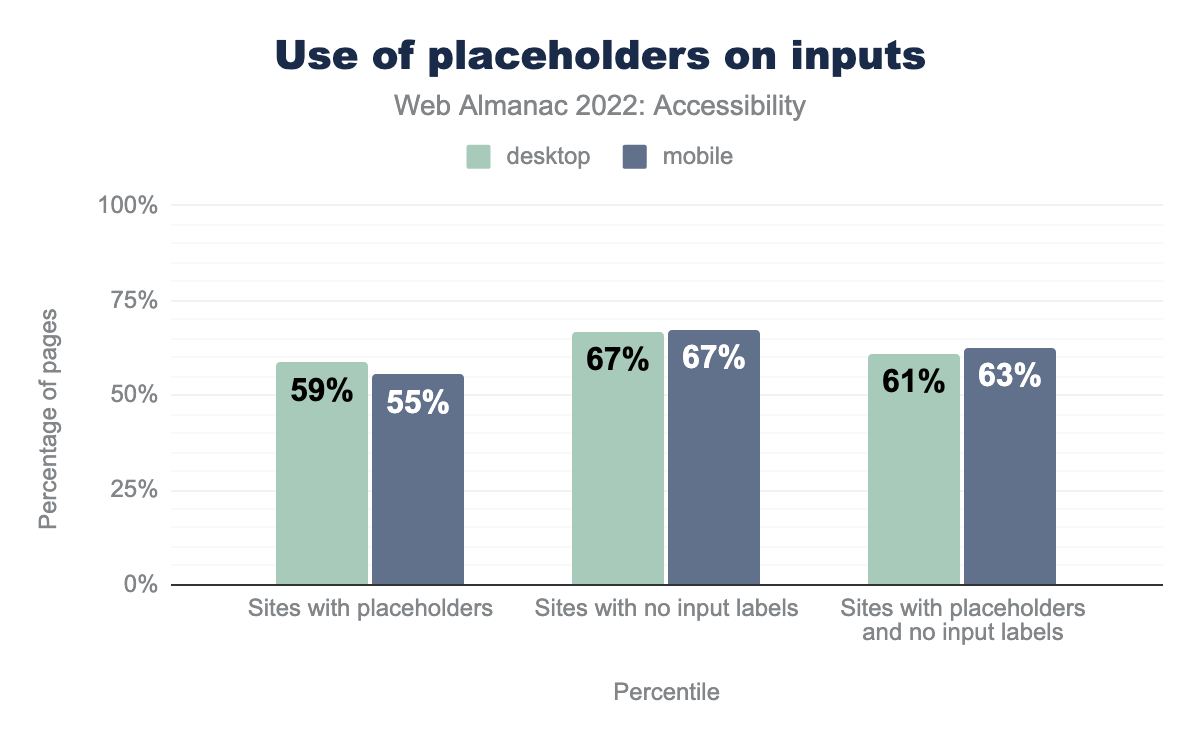 Use of placeholders on inputs
Web Almanac 2022: Accessibility
desktop
mobile
100%
75%
50%
25%
0%
Percentage of pages
59%
55%
67%
67%
61%
63%
Sites with placeholders
Sites with no input labels
Sites with placeholders
and no input labels
Percentile